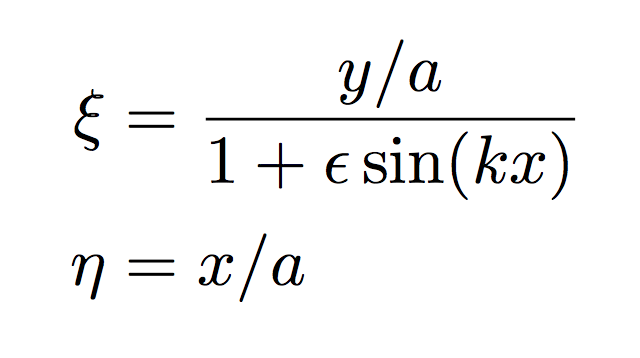 ξ = y/a / 1 + ϵ sin(kx)
η = x/a